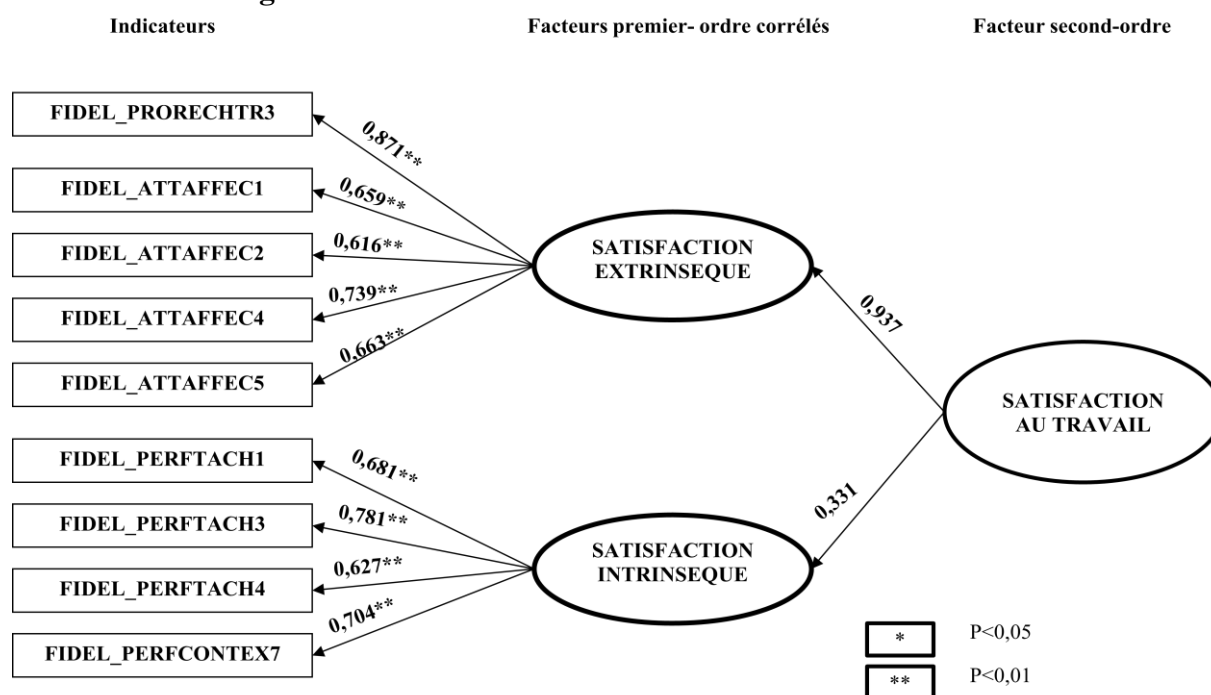 Indicateurs
Facteurs premier- ordre corrélés
Facteur second-ordre
FIDEL_PRORECHTR3
FIDEL_ATTAFFEC1
FIDEL_ATTAFFEC2
FIDEL_ATTAFFEC4
FIDEL_ATTAFFEC5
FIDEL_PERFTACH1
FIDEL_PERFTACH3
FIDEL_PERFTACH4
FIDEL_PERFCONTEX7
0,871**
0,659**
0,616**
0,739**
0,663**
0,681**
0,781**
0,627**
0,704**
SATISFACTION
EXTRINSEQUE
SATISFACTION
INTRINSEQUE
0,937
0,331
SATISFACTION
AU TRAVAIL
* P<0,05
** P<0,01